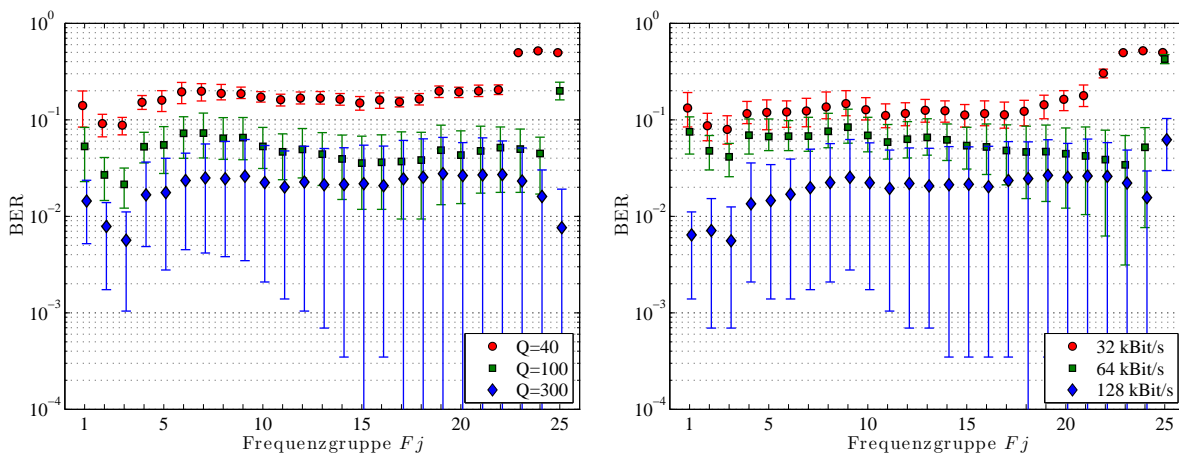 10^0
10^-1
10^-2
10^-3
10^-4
BER
1 5 10 15 20 25
Frequenzgruppe Fj
Q=40
Q=100
Q=300
10^0
10^-1
10^-2
10^-3
10^-4
BER
1 5 10 15 20 25
Frequenzgruppe Fj
32 kBit/s
64 kBit/s
128 kBit/s